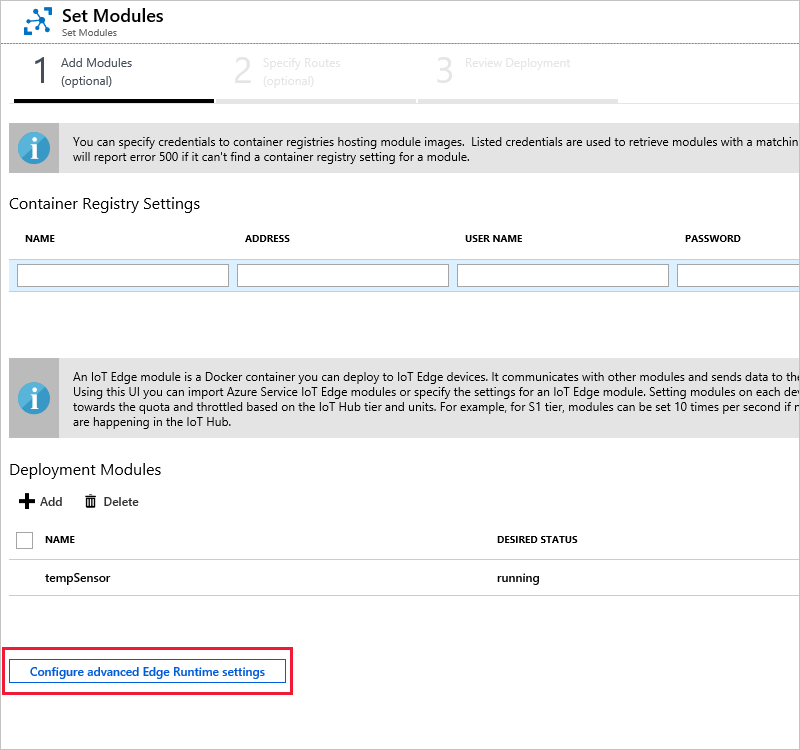 Set Modules
Set Modules
1 Add Modules
(optional)
2 Specify Routes
(optional)
3 Review Deployment
You can specify credentials to container registries hosting module images. Listed credentials are used to retrieve modules with a matchin
will report error 500 if it can't find a container registry setting for a module.
Container Registry Settings
NAME ADDRESS USER NAME PASSWORD
An IoT Edge module is a Docker container you can deploy to IoT Edge devices. It communicates with other modules and sends data to the
Using this UI you can import Azure Service IoT Edge modules or specify the settings for an IoT Edge module. Setting modules on each dev
towards the quota and throttled based on the IoT Hub tier and units. For example, for S1 tier, modules can be set 10 times per second if n
are happening in the IoT Hub.
Deployment Modules
Add Delete
NAME DESIRED STATUS
tempSensor running
Configure advanced Edge Runtime settings